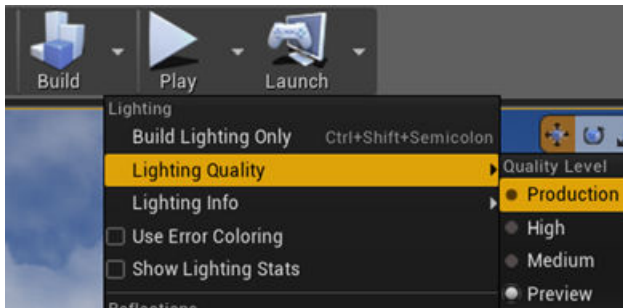 Build Play Launch
Lighting
Build Lighting Only Ctrl+Shift+Semicolon
Lighting Quality
Lighting Info
Use Error Coloring
Show Lighting Stats
Reflections
Quality Level
Production
High
Medium
Preview